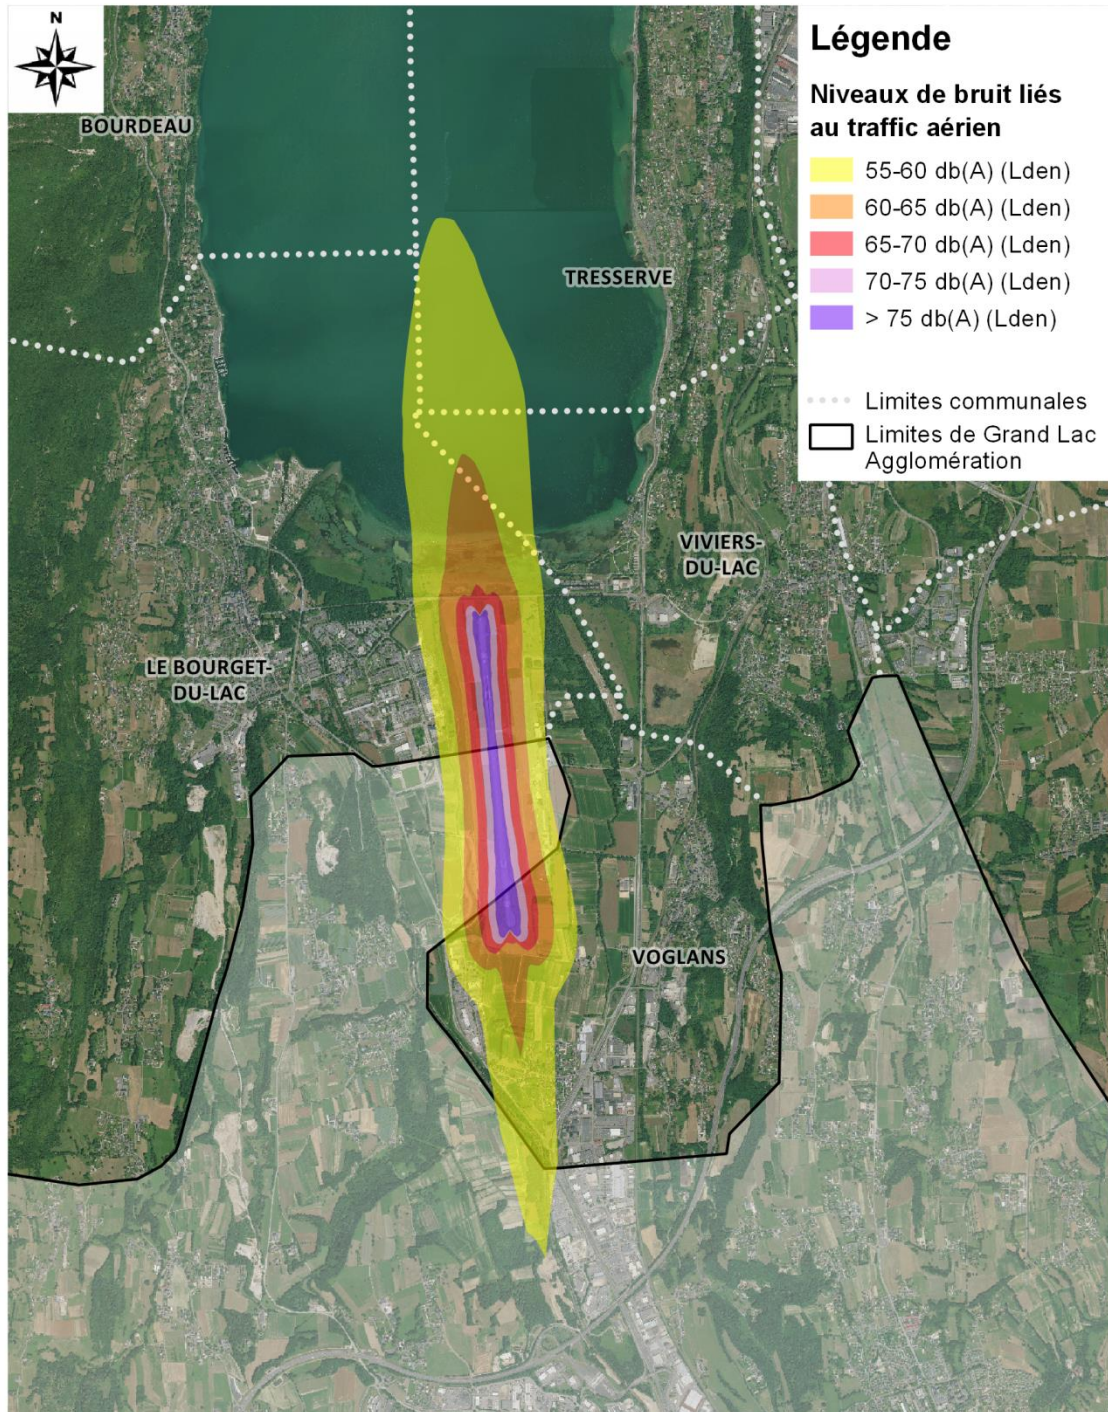 N
BOURDEAU
TRESSERVE
VIVIERS-
DU-LAC
LE BOURGET-
DU-LAC
VOGLANS
Légende
Niveaux de bruit liés
au traffic aérien
55-60 db(A) (Lden)
60-65 db(A) (Lden)
65-70 db(A) (Lden)
70-75 db(A) (Lden)
> 75 db(A) (Lden)
Limites communales
Limites de Grand Lac
Agglomération